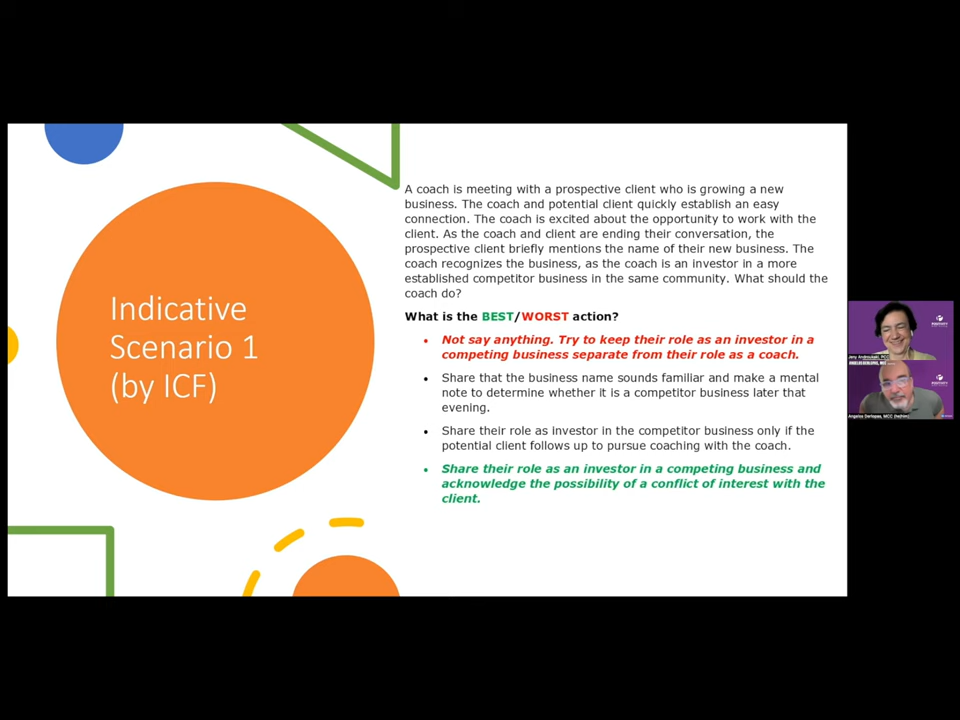 Indicative
Scenario 1
(by ICF)
A coach is meeting with a prospective client who is growing a new
business. The coach and potential client quickly establish an easy
connection. The coach is excited about the opportunity to work with the
client. As the coach and client are ending their conversation, the
prospective client briefly mentions the name of their new business. The
coach recognizes the business, as the coach is an investor in a more
established competitor business in the same community. What should the
coach do?
What is the BEST/WORST action?
• Not say anything. Try to keep their role as an investor in a
competing business separate from their role as a coach.
• Share that the business name sounds familiar and make a mental
note to determine whether it is a competitor business later that
evening.
• Share their role as investor in the competitor business only if the
potential client follows up to pursue coaching with the coach.
• Share their role as an investor in a competing business and
acknowledge the possibility of a conflict of interest with the
client.